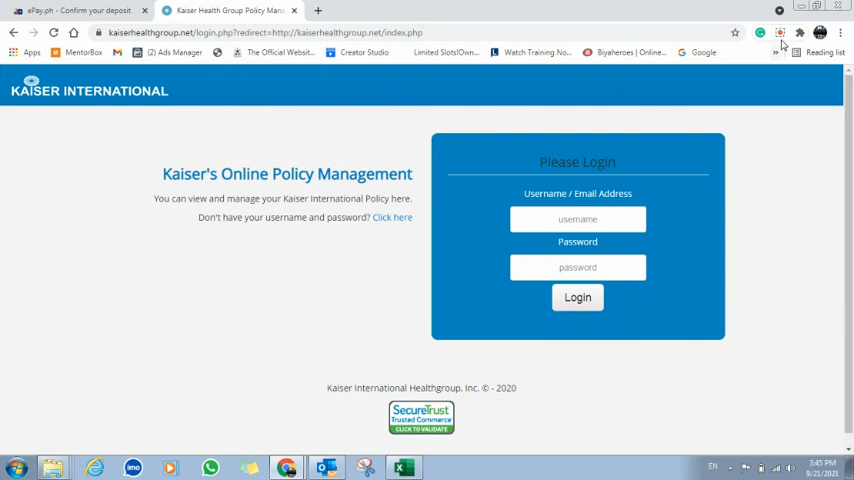 ePay.ph - Confirm your deposit
Kaiser Health Group Policy Mana
kaiserhealthgroup.net/login.php?redirect=http://kaiserhealthgroup.net/index.php
Apps MentorBox (2) Ads Manager The Official Websit... Creator Studio Limited Slots!Own... Watch Training No... Biyaheroes | Online... Google » Reading list
KAISER INTERNATIONAL
Kaiser's Online Policy Management
You can view and manage your Kaiser International Policy here.
Don't have your username and password? Click here
Please Login
Username / Email Address
username
Password
password
Login
Kaiser International Healthgroup, Inc. © - 2020
SecureTrust
Trusted Commerce
CLICK TO VALIDATE
imo
EN
3:45 PM
9/21/2021